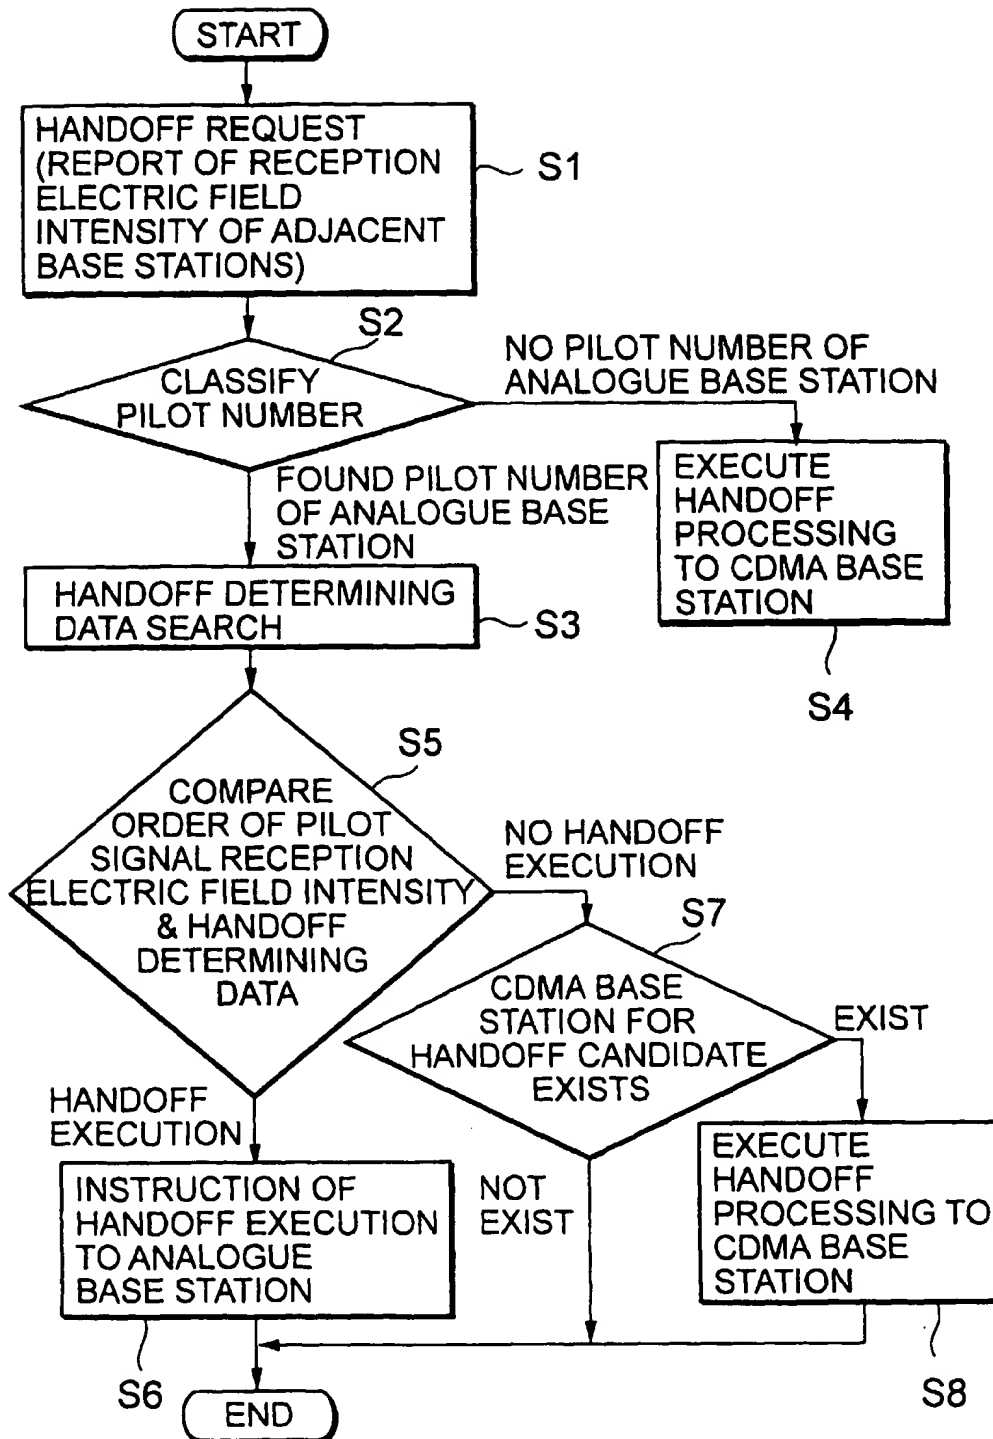 START
HANDOFF REQUEST
(REPORT OF RECEPTION
ELECTRIC FIELD
INTENSITY OF ADJACENT
BASE STATIONS)
S1
S2
CLASSIFY
PILOT NUMBER
NO PILOT NUMBER OF
ANALOGUE BASE STATION
FOUND PILOT NUMBER
OF ANALOGUE BASE
STATION
EXECUTE
HANDOFF
PROCESSING
TO CDMA BASE
STATION
S4
HANDOFF DETERMINING
DATA SEARCH
S3
S5
COMPARE
ORDER OF PILOT
SIGNAL RECEPTION
ELECTRIC FIELD INTENSITY
& HANDOFF
DETERMINING
DATA
NO HANDOFF
EXECUTION
S7
CDMA BASE
STATION FOR
HANDOFF CANDIDATE
EXISTS
EXIST
HANDOFF
EXECUTION
NOT
EXIST
INSTRUCTION OF
HANDOFF EXECUTION
TO ANALOGUE
BASE STATION
S6
EXECUTE
HANDOFF
PROCESSING TO
CDMA BASE
STATION
S8
END